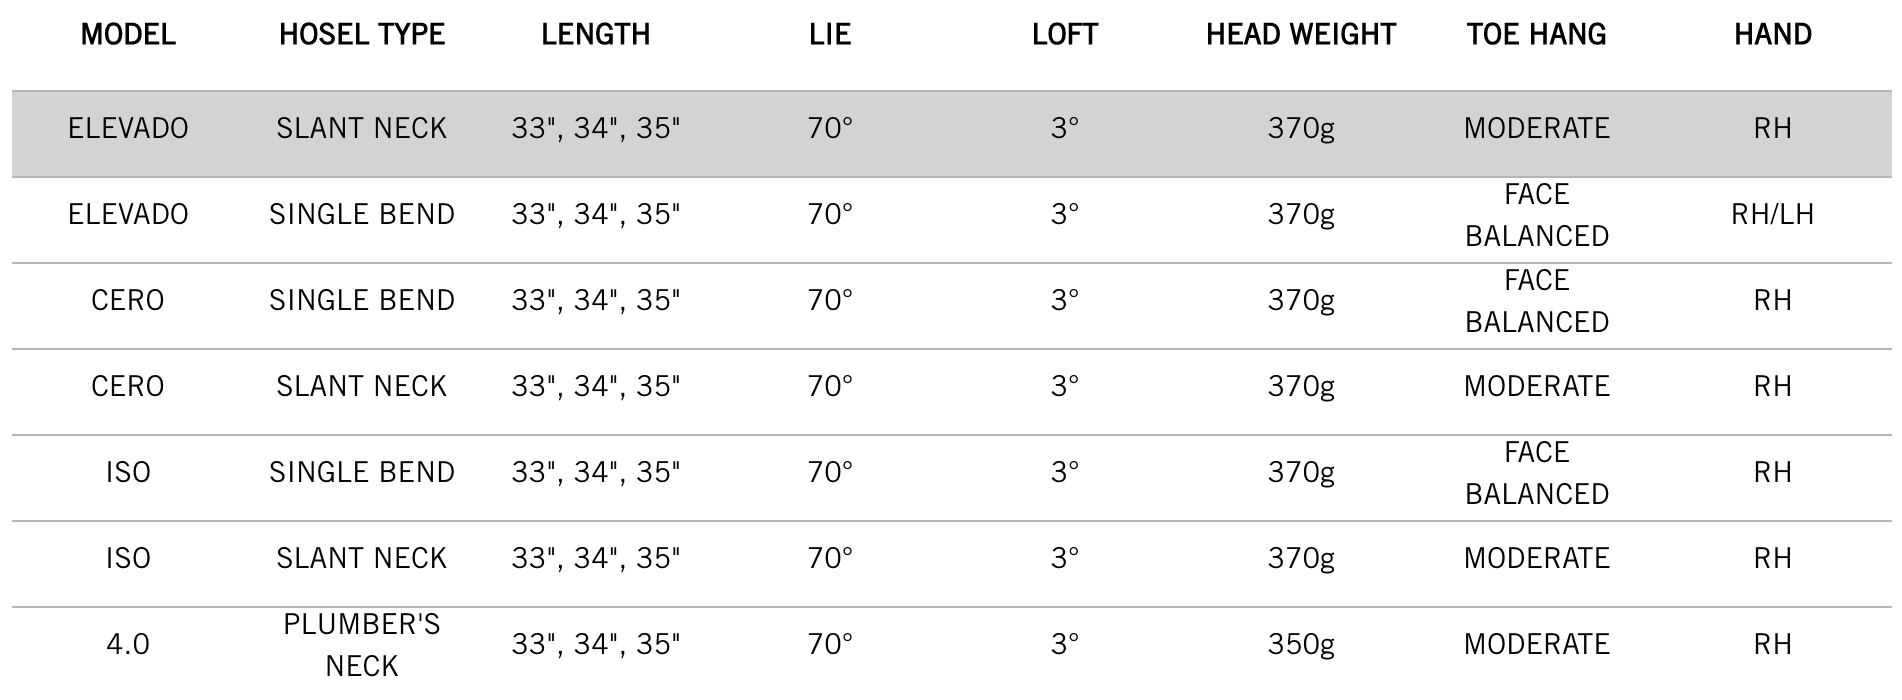 MODEL HOSEL TYPE LENGTH LIE LOFT HEAD WEIGHT TOE HANG HAND
ELEVADO SLANT NECK 33", 34", 35" 70° 3° 370g MODERATE RH
ELEVADO SINGLE BEND 33", 34", 35" 70° 3° 370g FACE BALANCED RH/LH
CERO SINGLE BEND 33", 34", 35" 70° 3° 370g FACE BALANCED RH
CERO SLANT NECK 33", 34", 35" 70° 3° 370g MODERATE RH
ISO SINGLE BEND 33", 34", 35" 70° 3° 370g FACE BALANCED RH
ISO SLANT NECK 33", 34", 35" 70° 3° 370g MODERATE RH
4.0 PLUMBER'S NECK 33", 34", 35" 70° 3° 350g MODERATE RH